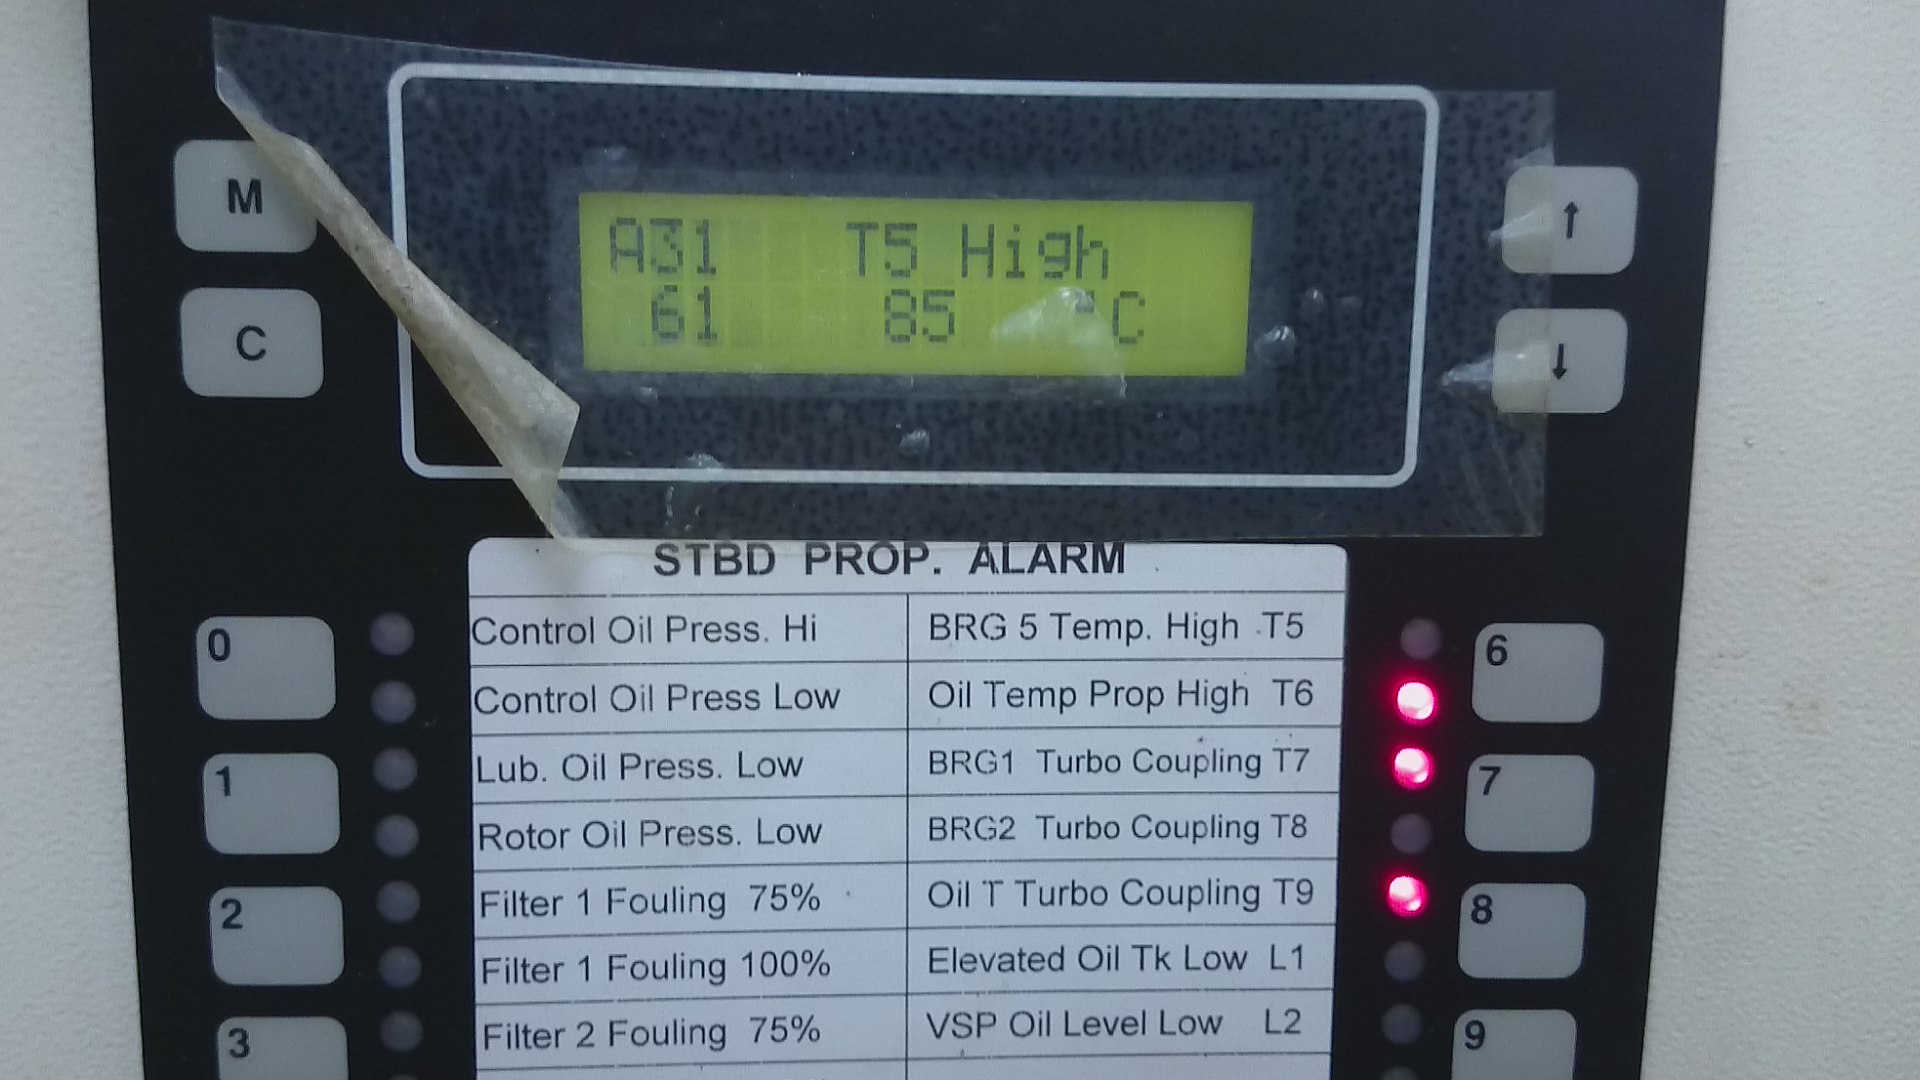 M
C
A31 T5 High
61 85 °C
↑
↓
STBD PROP. ALARM
Control Oil Press. Hi BRG 5 Temp. High T5
Control Oil Press Low Oil Temp Prop High T6
Lub. Oil Press. Low BRG1 Turbo Coupling T7
Rotor Oil Press. Low BRG2 Turbo Coupling T8
Filter 1 Fouling 75% Oil T Turbo Coupling T9
Filter 1 Fouling 100% Elevated Oil Tk Low L1
Filter 2 Fouling 75% VSP Oil Level Low L2
0
1
2
3
6
7
8
9